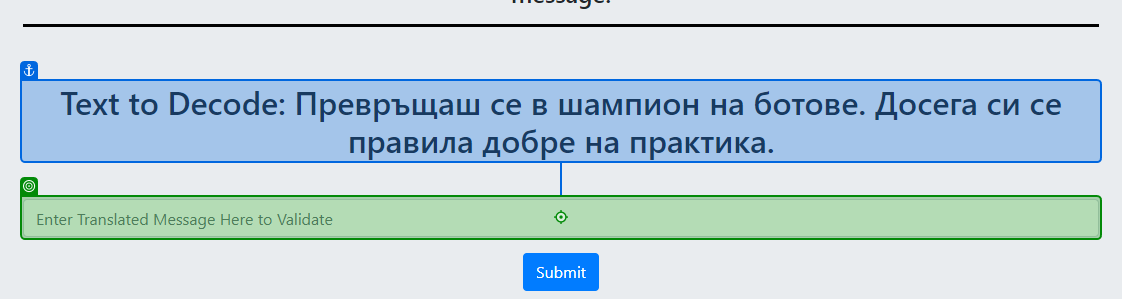 message.
Text to Decode: Превръщаш се в шампион на ботове. Досега си се
правила добре на практика.
Enter Translated Message Here to Validate
Submit